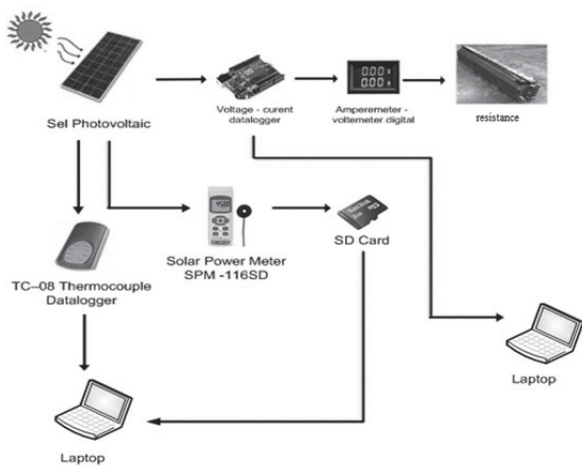 Sel Photovoltaic
Voltage - curent
datalogger
0.00 V
0.00 A
Amperemeter -
voltemeter digital
resistance
TC–08 Thermocouple
Datalogger
Solar Power Meter
SPM -116SD
SanDisk
SD Card
Laptop
Laptop